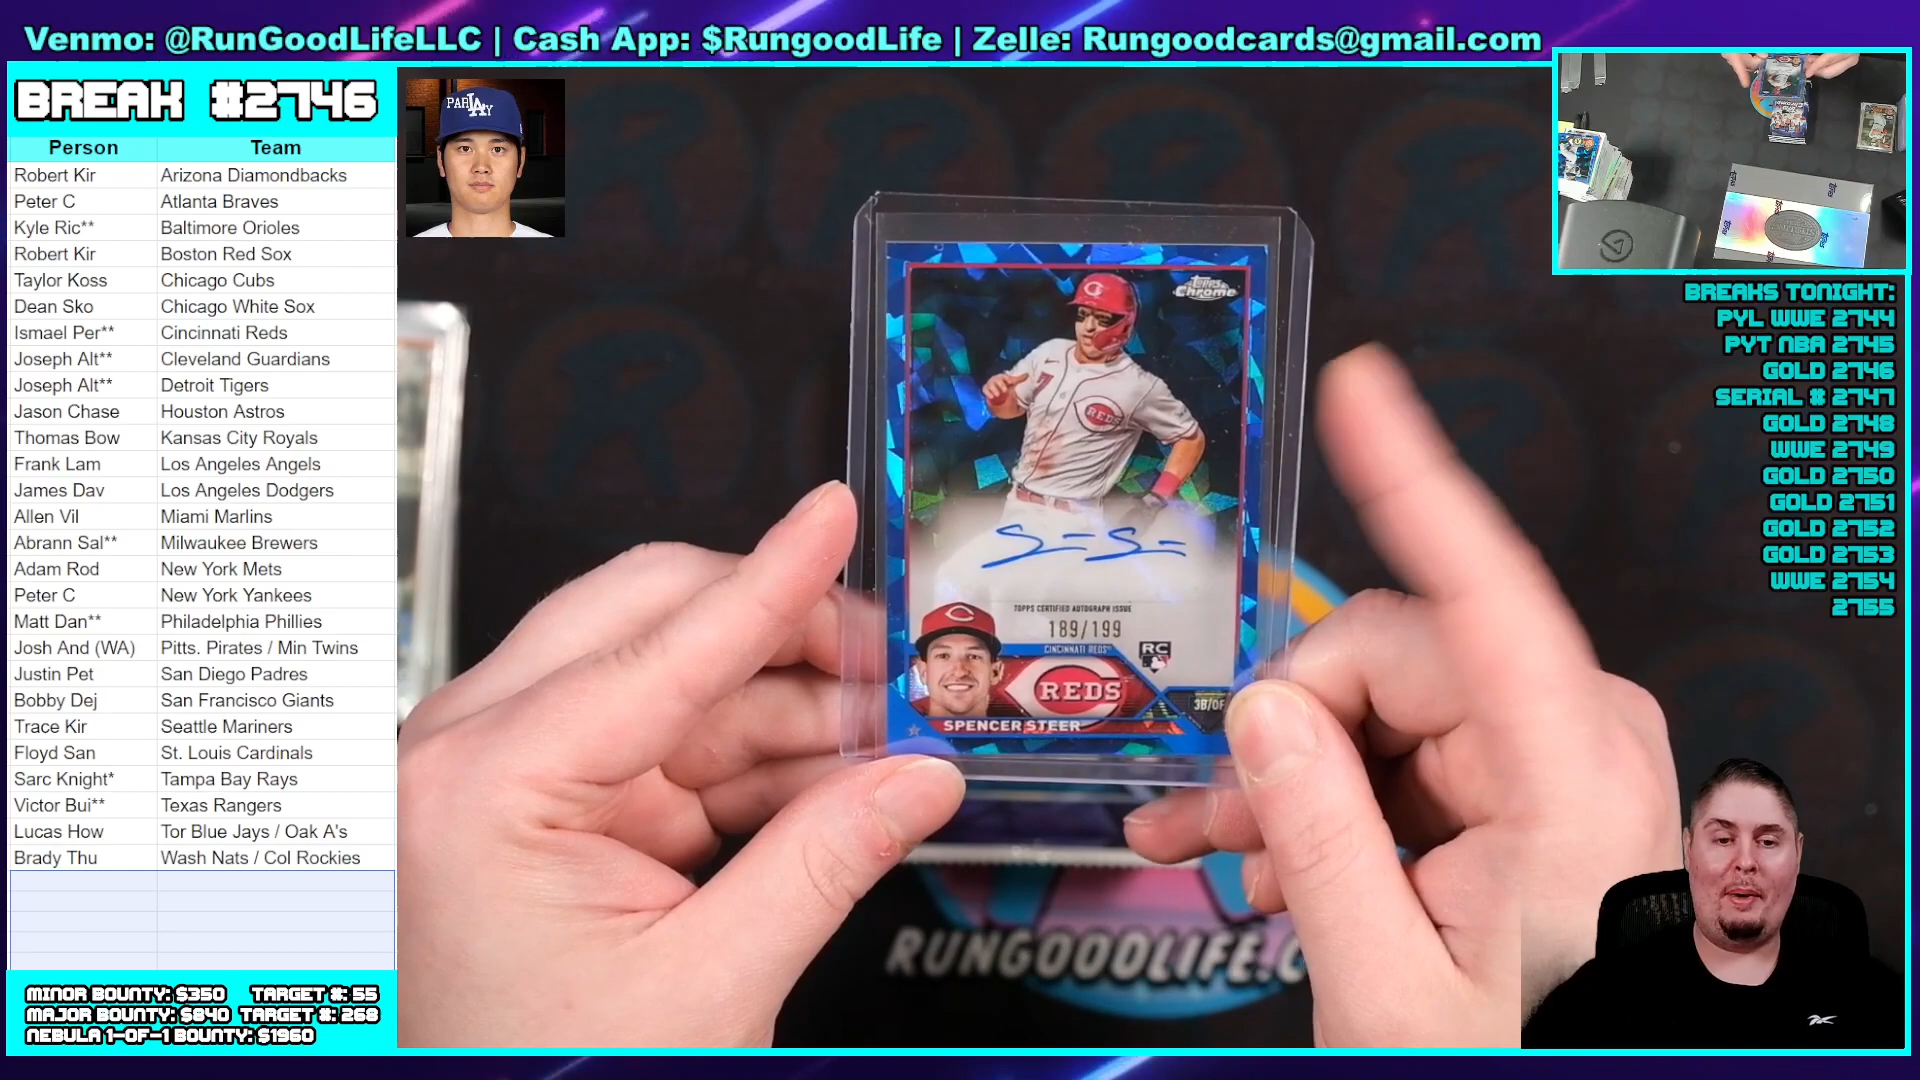 Venmo: @RunGoodLifeLLC | Cash App: $RungoodLife | Zelle: Rungoodcards@gmail.com
BREAK #2746
Person Team
Robert Kir Arizona Diamondbacks
Peter C Atlanta Braves
Kyle Ric** Baltimore Orioles
Robert Kir Boston Red Sox
Taylor Koss Chicago Cubs
Dean Sko Chicago White Sox
Ismael Per** Cincinnati Reds
Joseph Alt** Cleveland Guardians
Joseph Alt** Detroit Tigers
Jason Chase Houston Astros
Thomas Bow Kansas City Royals
Frank Lam Los Angeles Angels
James Dav Los Angeles Dodgers
Allen Vil Miami Marlins
Abrann Sal** Milwaukee Brewers
Adam Rod New York Mets
Peter C New York Yankees
Matt Dan** Philadelphia Phillies
Josh And (WA) Pitts. Pirates / Min Twins
Justin Pet San Diego Padres
Bobby Dej San Francisco Giants
Trace Kir Seattle Mariners
Floyd San St. Louis Cardinals
Sarc Knight* Tampa Bay Rays
Victor Bui** Texas Rangers
Lucas How Tor Blue Jays / Oak A's
Brady Thu Wash Nats / Col Rockies
MINOR BOUNTY: $350 TARGET #: 55
MAJOR BOUNTY: $840 TARGET #: 268
NEBULA 1-OF-1 BOUNTY: $1960
PARLAY
LA
Topps
Chrome
C
7
REDS
TOPPS CERTIFIED AUTOGRAPH ISSUE
189/199
CINCINNATI REDS
RC
REDS
3B/OF
SPENCER STEER
RUNGOODLIFE.C
BREAKS TONIGHT:
PYL WWE 2744
PYT NBA 2745
GOLD 2746
SERIAL # 2747
GOLD 2748
WWE 2749
GOLD 2750
GOLD 2751
GOLD 2752
GOLD 2753
WWE 2754
2755